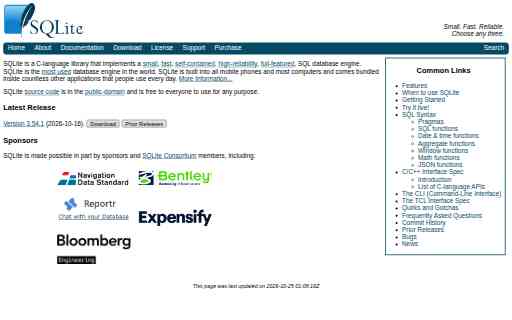 SQLite
Small. Fast. Reliable.
Choose any three.
Home About Documentation Download License Support Purchase Search
SQLite is a C-language library that implements a small, fast, self-contained, high-reliability, full-featured, SQL database engine.
SQLite is the most used database engine in the world. SQLite is built into all mobile phones and most computers and comes bundled
inside countless other applications that people use every day. More Information...
SQLite source code is in the public-domain and is free to everyone to use for any purpose.
Latest Release
Version 3.54.1 (2026-10-16). Download Prior Releases
Sponsors
SQLite is made possible in part by sponsors and SQLite Consortium members, including:
Navigation
Data Standard
Bentley
Reportr
Chat with your Database
Expensify
Bloomberg
Engineer
Common Links
Features
When to use SQLite
Getting Started
Try it live!
SQL Syntax
Pragmas
SQL functions
Date & time functions
Aggregate functions
Window functions
Math functions
JSON functions
C/C++ Interface Spec
Introduction
List of C-language APIs
The CLI (Command-Line Interface)
The TCL Interface Spec
Quirks and Gotchas
Frequently Asked Questions
Commit History
Prior Releases
Bugs
News
This page was last updated on